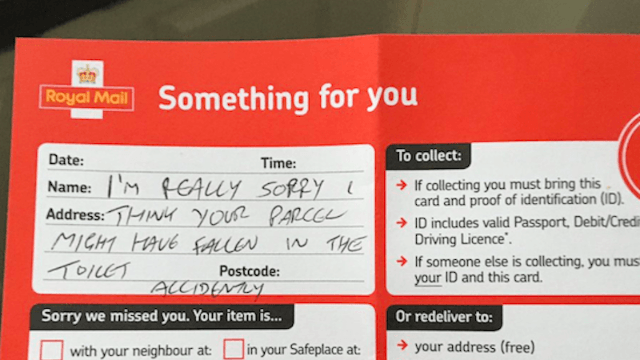 Royal Mail
Something for you
Date: Time:
Name: I'M REALLY SORRY I
Address: THINK YOUR PARCEL
MIGHT HAVE FALLEN IN THE
TOILET Postcode:
ACCIDENTLY
Sorry we missed you. Your item is...
with your neighbour at: in your Safeplace at:
To collect:
If collecting you must bring this
card and proof of identification (ID).
ID includes valid Passport, Debit/Credi
Driving Licence*.
If someone else is collecting, you mus
your ID and this card.
Or redeliver to:
your address (free)